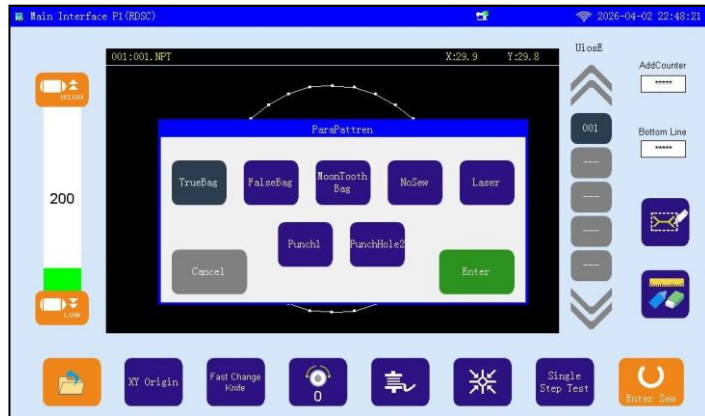 Main Interface P1(RDSC)
2026-04-02 22:48:21
001:001.NPT
X:29.9 Y:29.8
UiosE
AddCounter
*****
HIGH
ParaPattren
001
Bottom Line
*****
TrueBag
FalseBag
MoonTooth
Bag
NoSew
Laser
---
200
---
Punch1
PunchHole2
---
Cancel
Enter
---
LOW
XY Origin
Fast Change
Knife
0
Single
Step Test
Enter Sew